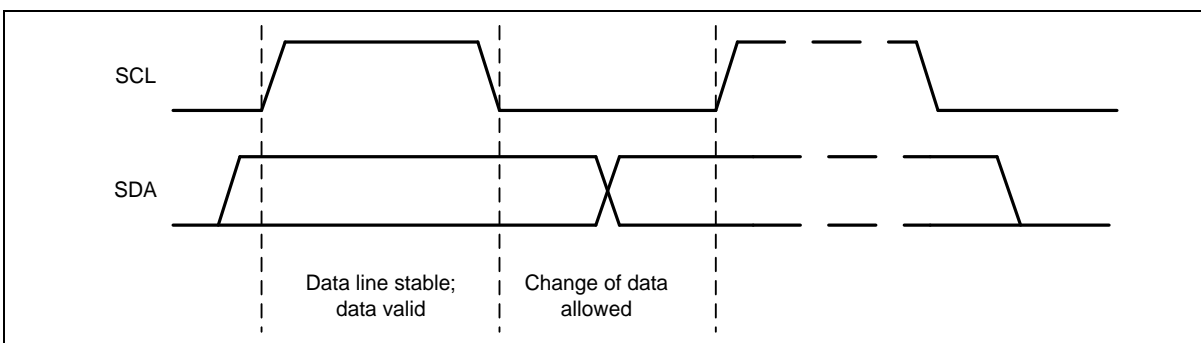 SCL
SDA
Data line stable;
data valid
Change of data
allowed